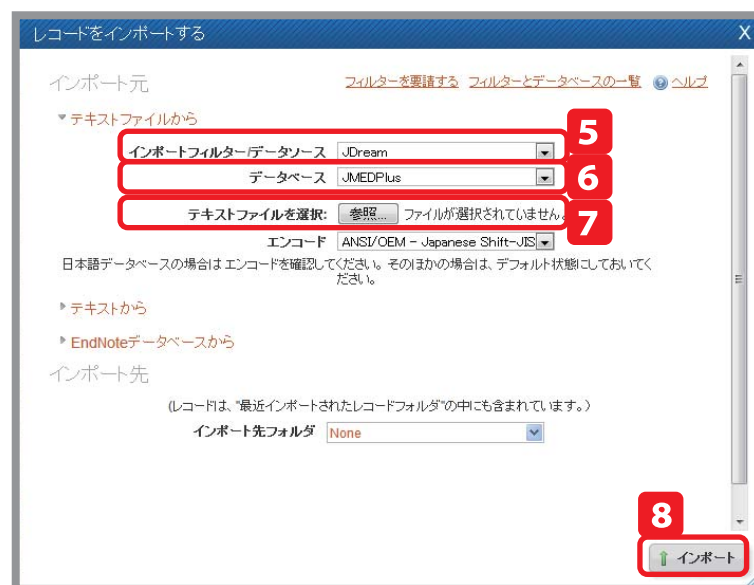 レコードをインポートする X
インポート元 フィルターを要請する フィルターとデータベースの一覧 ヘルプ
テキストファイルから
5
インポートフィルター/データソース JDream
データベース JMEDPlus
6
テキストファイルを選択: 参照... ファイルが選択されていません。
7
エンコード ANSI/OEM - Japanese Shift-JIS
日本語データベースの場合はエンコードを確認してください。そのほかの場合は、デフォルト状態にしておいてく
ださい。
テキストから
EndNoteデータベースから
インポート先
(レコードは、"最近インポートされたレコードフォルダ"の中にも含まれています。)
インポート先フォルダ None
8
インポート